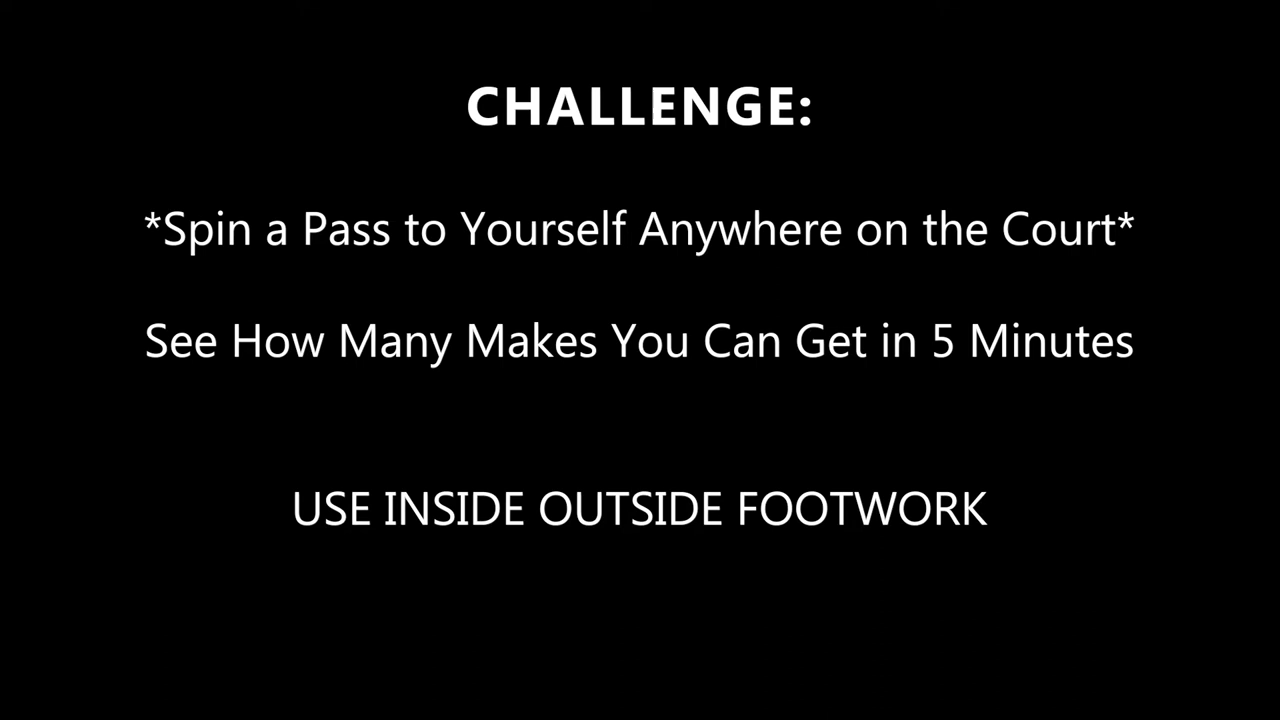 CHALLENGE:
*Spin a Pass to Yourself Anywhere on the Court*
See How Many Makes You Can Get in 5 Minutes
USE INSIDE OUTSIDE FOOTWORK